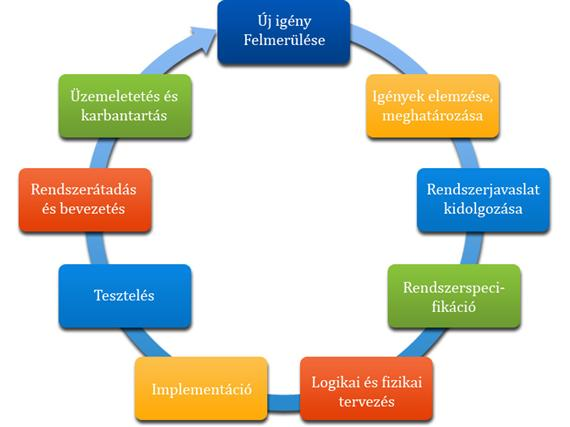 Új igény
Felmerülése
Igények elemzése,
meghatározása
Rendszerjavaslat
kidolgozása
Rendszerspeci-
fikáció
Logikai és fizikai
tervezés
Implementáció
Tesztelés
Rendszerátadás
és bevezetés
Üzemeletetés és
karbantartás